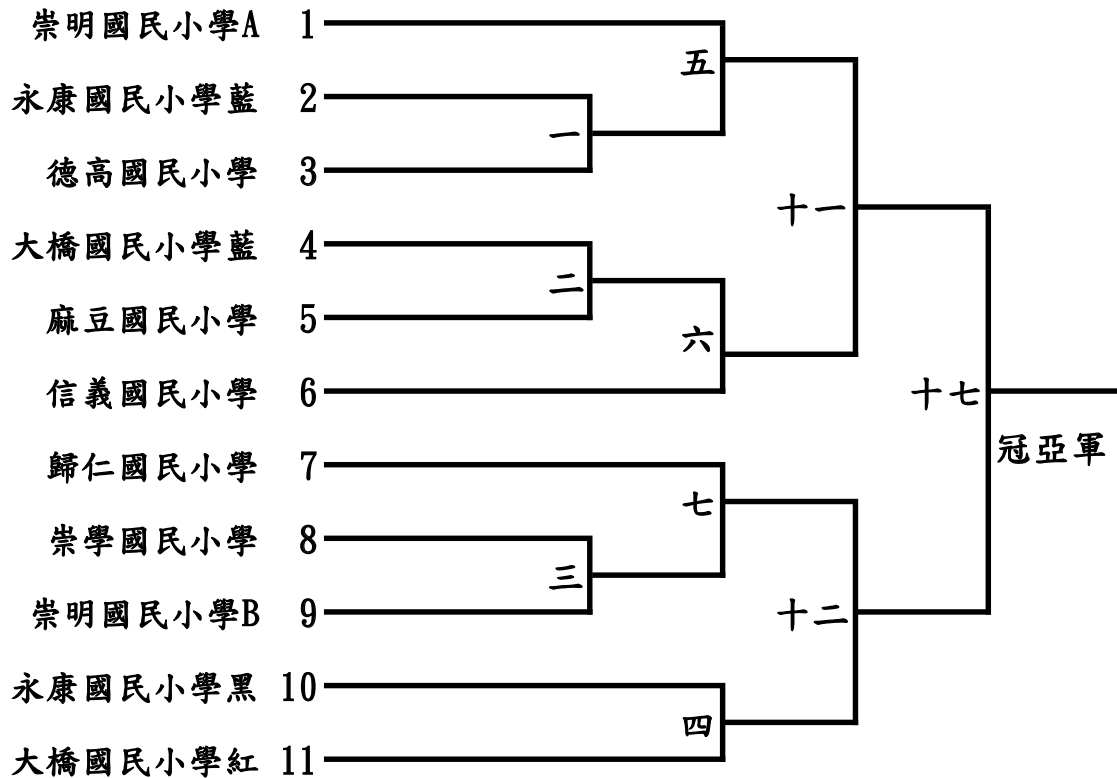 崇明國民小學A 1
五
永康國民小學藍 2
一
德高國民小學 3
十一
大橋國民小學藍 4
二
麻豆國民小學 5
六
信義國民小學 6
十七
冠亞軍
歸仁國民小學 7
七
崇學國民小學 8
三
崇明國民小學B 9
十二
永康國民小學黑 10
四
大橋國民小學紅 11